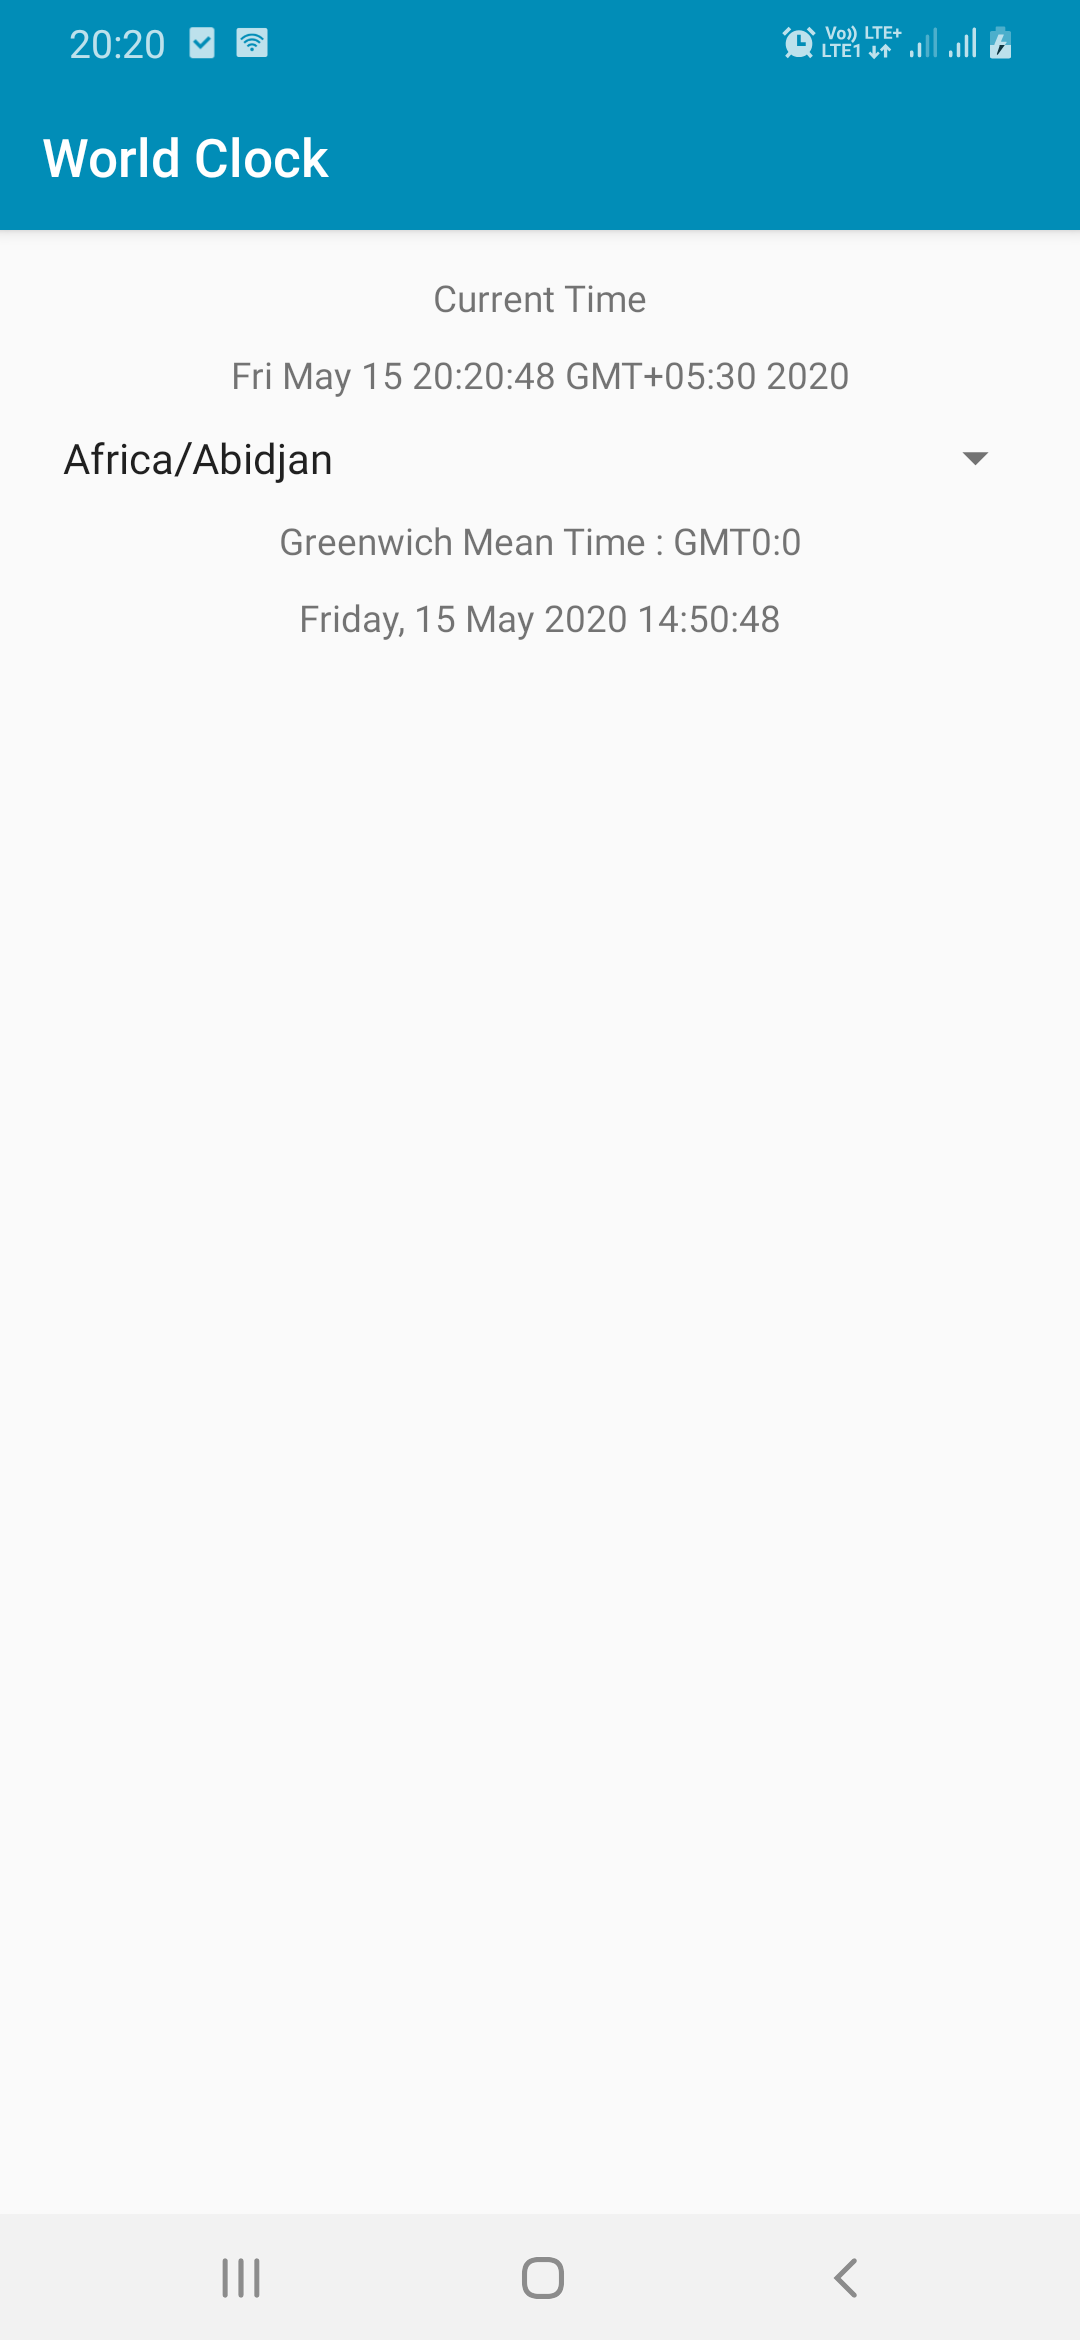 20:20
Vo)) LTE+
LTE1
World Clock
Current Time
Fri May 15 20:20:48 GMT+05:30 2020
Africa/Abidjan
Greenwich Mean Time : GMT0:0
Friday, 15 May 2020 14:50:48